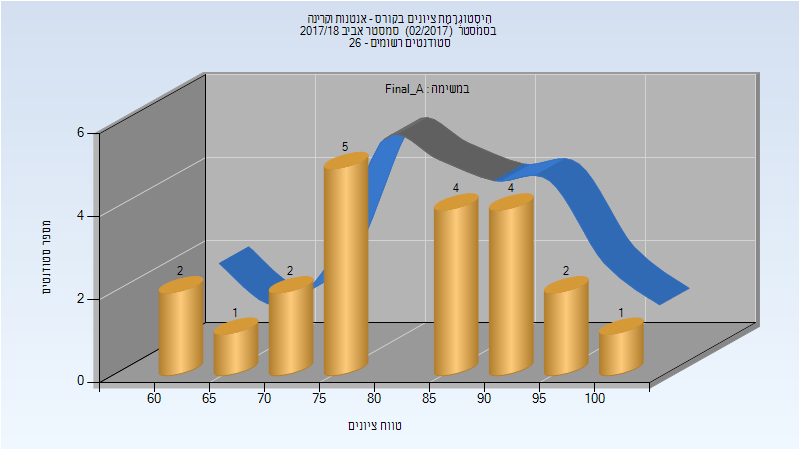 היסטוגרמת ציונים בקורס - אנטנות וקרינה
בסמסטר (02/2017) סמסטר אביב 2017/18
סטודנטים רשומים - 26
במשימה : Final_A
מספר סטודנטים
6
4
2
0
2
1
2
5
4
4
2
1
60 65 70 75 80 85 90 95 100
טווח ציונים